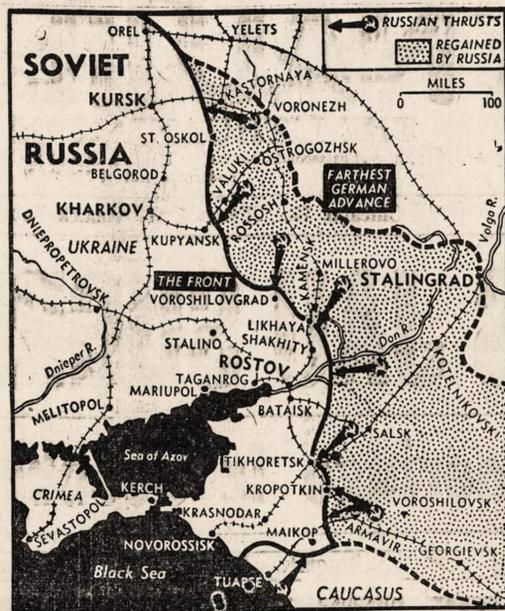 RUSSIAN THRUSTS
REGAINED
BY RUSSIA
MILES
0 100
OREL
YELETS
SOVIET
KASTORNAYA
KURSK
VORONEZH
ST. OSKOL
RUSSIA
VALUKI
OSTROGOZHSK
BELGOROD
FARTHEST
GERMAN
ADVANCE
ROSSOSH
KHARKOV
Volga R.
DNIEPROPETROVSK
UKRAINE
KUPYANSK
KAMENSK
MILLEROVO
THE FRONT
STALINGRAD
VOROSHILOVGRAD
LIKHAYA
SHAKHITY
Don R.
STALINO
Dnieper R.
ROSTOV
TAGANROG
MARIUPOL
KOTELNIKOVSKI
BATAISK
MELITOPOL
SALSK
Sea of Azov
TIKHORETSK
CRIMEA
KERCH
KROPOTKIN
VOROSHILOVSK
SEVASTOPOL
KRASNODAR
ARMAVIR
NOVOROSSISK
MAIKOP
GEORGIEVSK
Black Sea
TUAPSE
CAUCASUS